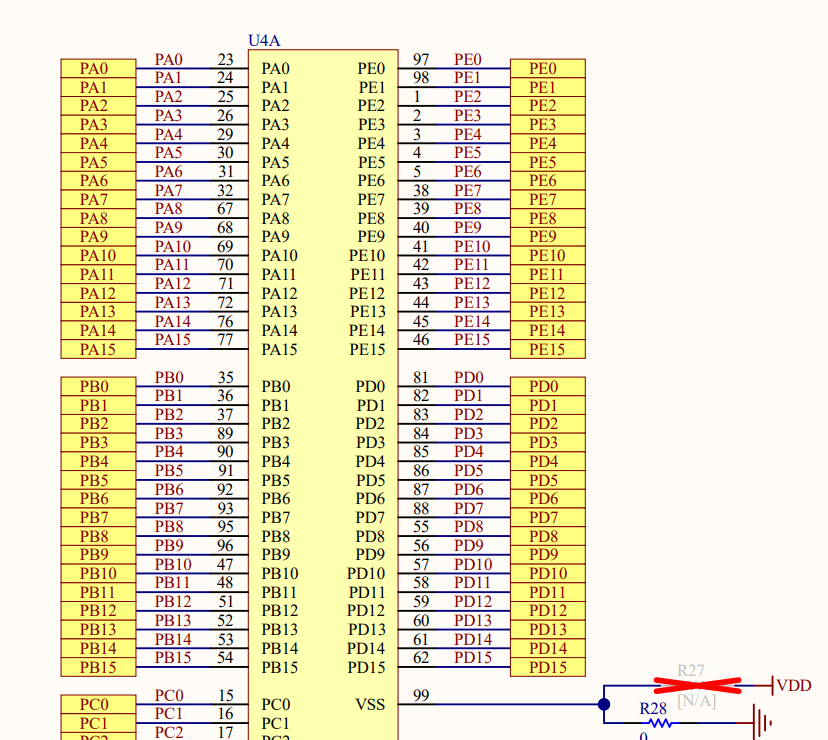 U4A
PA0 PA0 23 PA0 PE0 97 PE0 PE0
PA1 PA1 24 PA1 PE1 98 PE1 PE1
PA2 PA2 25 PA2 PE2 1 PE2 PE2
PA3 PA3 26 PA3 PE3 2 PE3 PE3
PA4 PA4 29 PA4 PE4 3 PE4 PE4
PA5 PA5 30 PA5 PE5 4 PE5 PE5
PA6 PA6 31 PA6 PE6 5 PE6 PE6
PA7 PA7 32 PA7 PE7 38 PE7 PE7
PA8 PA8 67 PA8 PE8 39 PE8 PE8
PA9 PA9 68 PA9 PE9 40 PE9 PE9
PA10 PA10 69 PA10 PE10 41 PE10 PE10
PA11 PA11 70 PA11 PE11 42 PE11 PE11
PA12 PA12 71 PA12 PE12 43 PE12 PE12
PA13 PA13 72 PA13 PE13 44 PE13 PE13
PA14 PA14 76 PA14 PE14 45 PE14 PE14
PA15 PA15 77 PA15 PE15 46 PE15 PE15
PB0 PB0 35 PB0 PD0 81 PD0 PD0
PB1 PB1 36 PB1 PD1 82 PD1 PD1
PB2 PB2 37 PB2 PD2 83 PD2 PD2
PB3 PB3 89 PB3 PD3 84 PD3 PD3
PB4 PB4 90 PB4 PD4 85 PD4 PD4
PB5 PB5 91 PB5 PD5 86 PD5 PD5
PB6 PB6 92 PB6 PD6 87 PD6 PD6
PB7 PB7 93 PB7 PD7 88 PD7 PD7
PB8 PB8 95 PB8 PD8 55 PD8 PD8
PB9 PB9 96 PB9 PD9 56 PD9 PD9
PB10 PB10 47 PB10 PD10 57 PD10 PD10
PB11 PB11 48 PB11 PD11 58 PD11 PD11
PB12 PB12 51 PB12 PD12 59 PD12 PD12
PB13 PB13 52 PB13 PD13 60 PD13 PD13
PB14 PB14 53 PB14 PD14 61 PD14 PD14
PB15 PB15 54 PB15 PD15 62 PD15 PD15
R27
VDD
[N/A]
PC0 PC0 15 PC0 VSS 99
R28
PC1 PC1 16 PC1
PC2 PC2 17 PC2
0